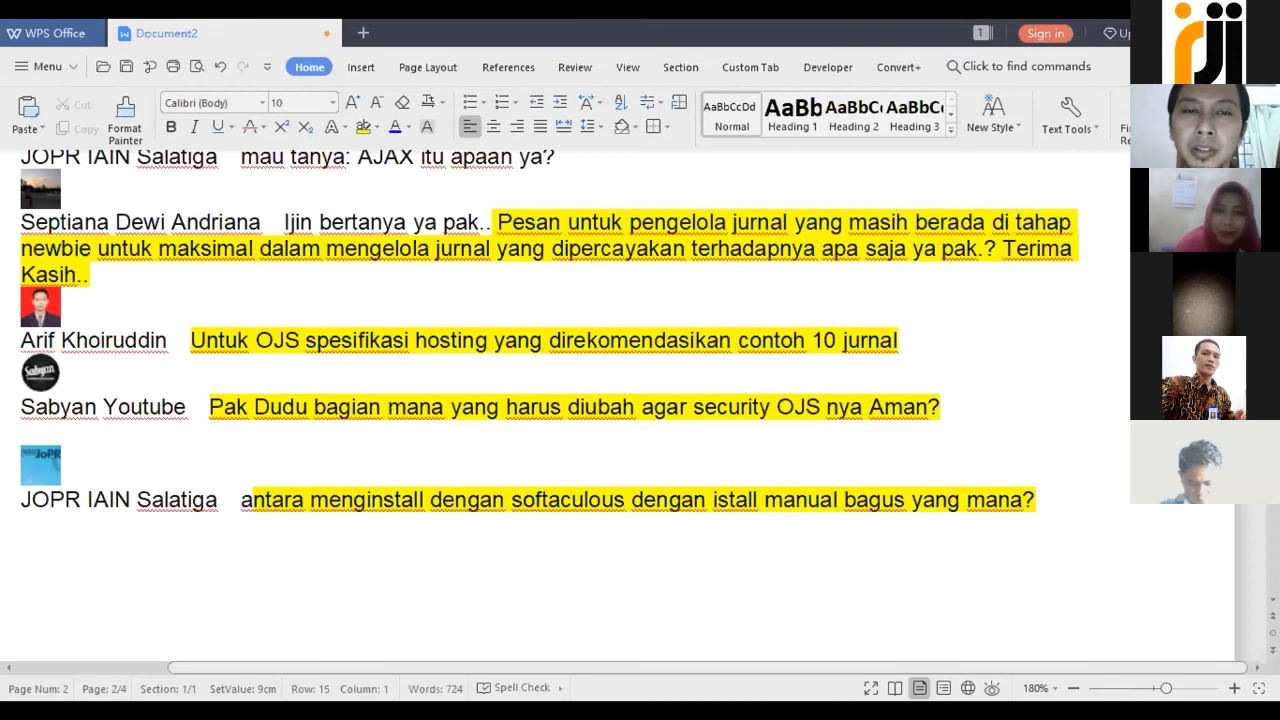 WPS Office
Document2
1
Sign in
Menu
Home
Insert
Page Layout
References
Review
View
Section
Custom Tab
Developer
Convert+
Click to find commands
Paste
Cut
Copy
Format
Painter
Calibri (Body)
10
AaBbCcDd
Normal
AaBb
Heading 1
AaBbC
Heading 2
AaBbC
Heading 3
New Style
Text Tools
rji
JOPR IAIN Salatiga mau tanya: AJAX itu apaan ya?
Septiana Dewi Andriana Ijin bertanya ya pak.. Pesan untuk pengelola jurnal yang masih berada di tahap
newbie untuk maksimal dalam mengelola jurnal yang dipercayakan terhadapnya apa saja ya pak.? Terima
Kasih..
Arif Khoiruddin Untuk OJS spesifikasi hosting yang direkomendasikan contoh 10 jurnal
Sabyan
Sabyan Youtube Pak Dudu bagian mana yang harus diubah agar security OJS nya Aman?
JoPR
JOPR IAIN Salatiga antara menginstall dengan softaculous dengan istall manual bagus yang mana?
Page Num: 2 Page: 2/4 Section: 1/1 SetValue: 9cm Row: 15 Column: 1 Words: 724 Spell Check 180%